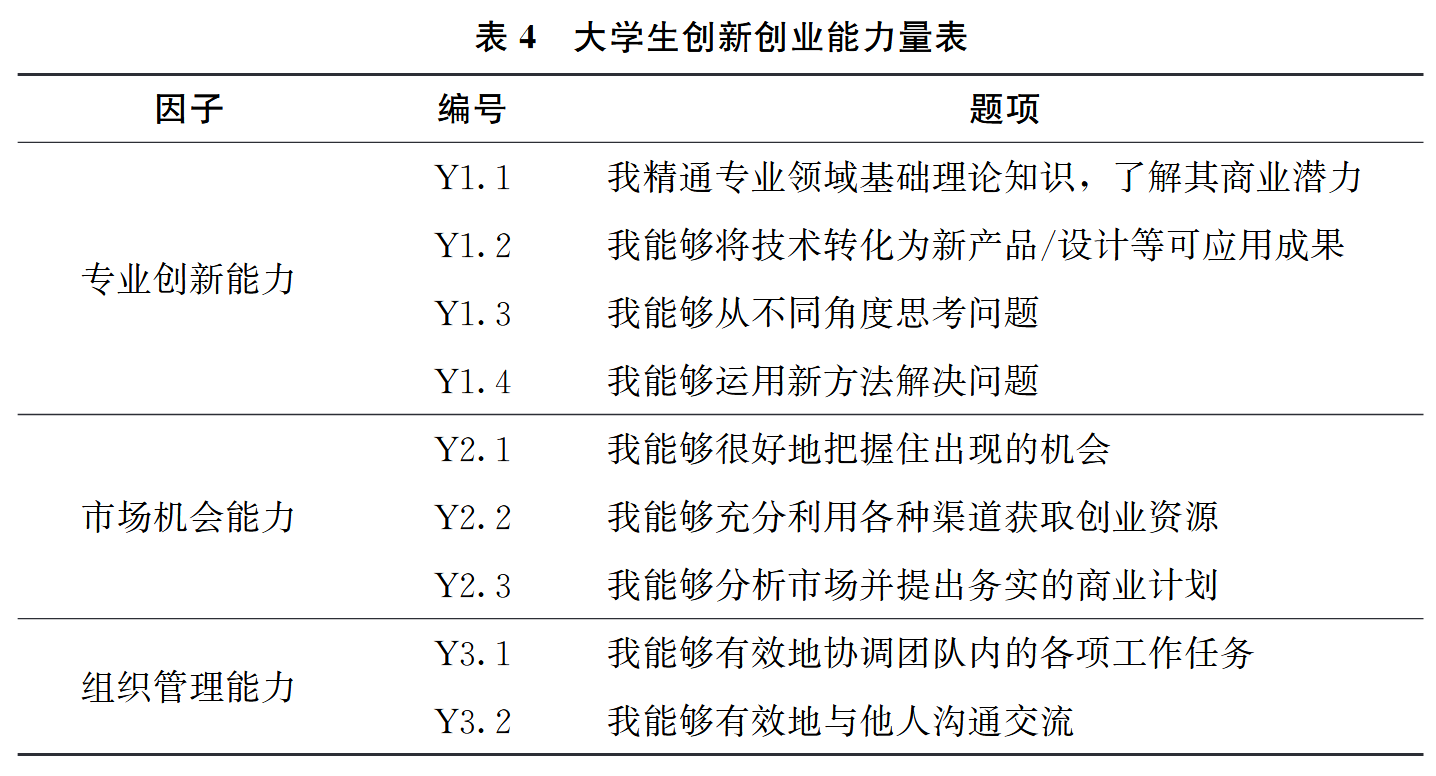 表 4 大学生创新创业能力量表
因子 编号 题项
Y1.1 我精通专业领域基础理论知识，了解其商业潜力
Y1.2 我能够将技术转化为新产品/设计等可应用成果
专业创新能力
Y1.3 我能够从不同角度思考问题
Y1.4 我能够运用新方法解决问题
Y2.1 我能够很好地把握住出现的机会
市场机会能力 Y2.2 我能够充分利用各种渠道获取创业资源
Y2.3 我能够分析市场并提出务实的商业计划
Y3.1 我能够有效地协调团队内的各项工作任务
组织管理能力
Y3.2 我能够有效地与他人沟通交流